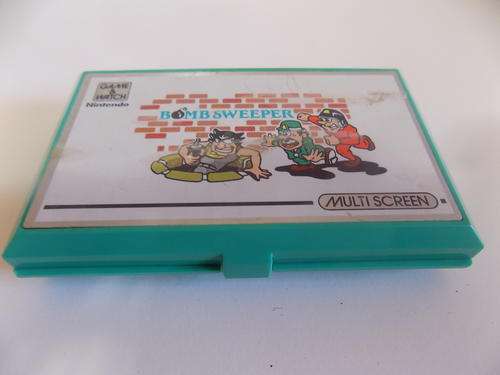 GAME & WATCH
Nintendo
BOMB SWEEPER
MULTI SCREEN